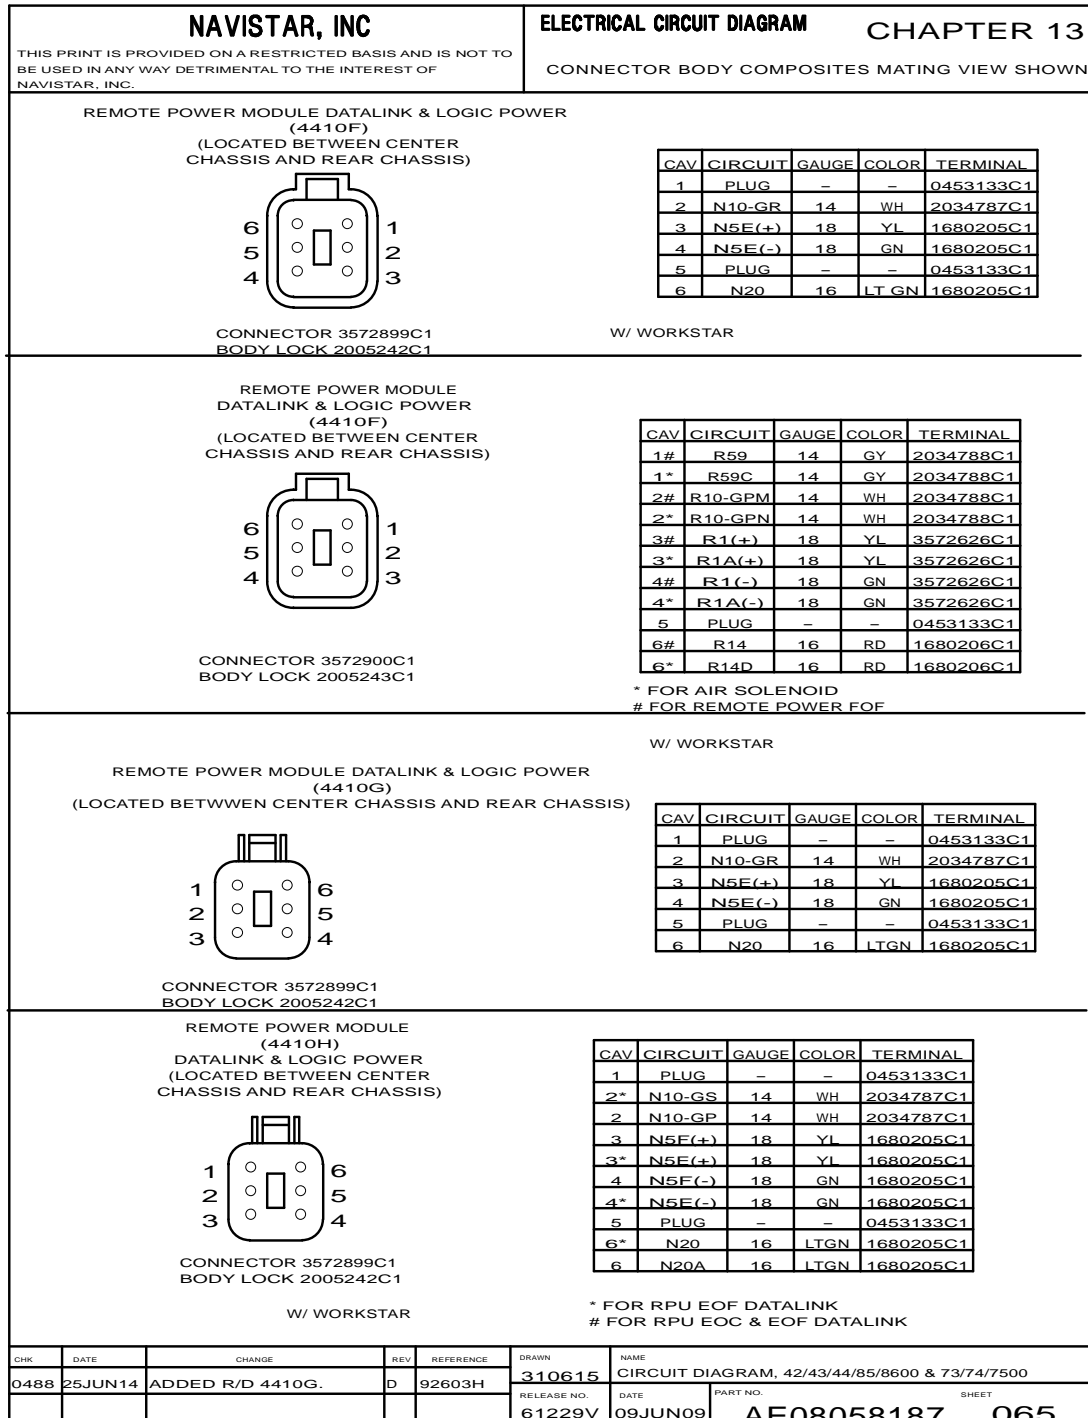 NAVISTAR, INC
THIS PRINT IS PROVIDED ON A RESTRICTED BASIS AND IS NOT TO
BE USED IN ANY WAY DETRIMENTAL TO THE INTEREST OF
NAVISTAR, INC.
ELECTRICAL CIRCUIT DIAGRAM
CHAPTER 13
CONNECTOR BODY COMPOSITES MATING VIEW SHOWN
REMOTE POWER MODULE DATALINK & LOGIC POWER
(4410F)
(LOCATED BETWEEN CENTER
CHASSIS AND REAR CHASSIS)
6 1
5 2
4 3
CONNECTOR 3572899C1
BODY LOCK 2005242C1
CAV CIRCUIT GAUGE COLOR TERMINAL
1 PLUG – – 0453133C1
2 N10-GR 14 WH 2034787C1
3 N5E(+) 18 YL 1680205C1
4 N5E(-) 18 GN 1680205C1
5 PLUG – – 0453133C1
6 N20 16 LT GN 1680205C1
W/ WORKSTAR
REMOTE POWER MODULE
DATALINK & LOGIC POWER
(4410F)
(LOCATED BETWEEN CENTER
CHASSIS AND REAR CHASSIS)
6 1
5 2
4 3
CONNECTOR 3572900C1
BODY LOCK 2005243C1
CAV CIRCUIT GAUGE COLOR TERMINAL
1# R59 14 GY 2034788C1
1* R59C 14 GY 2034788C1
2# R10-GPM 14 WH 2034788C1
2* R10-GPN 14 WH 2034788C1
3# R1(+) 18 YL 3572626C1
3* R1A(+) 18 YL 3572626C1
4# R1(-) 18 GN 3572626C1
4* R1A(-) 18 GN 3572626C1
5 PLUG – – 0453133C1
6# R14 16 RD 1680206C1
6* R14D 16 RD 1680206C1
* FOR AIR SOLENOID
# FOR REMOTE POWER FOF
W/ WORKSTAR
REMOTE POWER MODULE DATALINK & LOGIC POWER
(4410G)
(LOCATED BETWWEN CENTER CHASSIS AND REAR CHASSIS)
1 6
2 5
3 4
CONNECTOR 3572899C1
BODY LOCK 2005242C1
CAV CIRCUIT GAUGE COLOR TERMINAL
1 PLUG – – 0453133C1
2 N10-GR 14 WH 2034787C1
3 N5E(+) 18 YL 1680205C1
4 N5E(-) 18 GN 1680205C1
5 PLUG – – 0453133C1
6 N20 16 LTGN 1680205C1
REMOTE POWER MODULE
(4410H)
DATALINK & LOGIC POWER
(LOCATED BETWEEN CENTER
CHASSIS AND REAR CHASSIS)
1 6
2 5
3 4
CONNECTOR 3572899C1
BODY LOCK 2005242C1
W/ WORKSTAR
CAV CIRCUIT GAUGE COLOR TERMINAL
1 PLUG – – 0453133C1
2* N10-GS 14 WH 2034787C1
2 N10-GP 14 WH 2034787C1
3 N5F(+) 18 YL 1680205C1
3* N5E(+) 18 YL 1680205C1
4 N5F(-) 18 GN 1680205C1
4* N5E(-) 18 GN 1680205C1
5 PLUG – – 0453133C1
6* N20 16 LTGN 1680205C1
6 N20A 16 LTGN 1680205C1
* FOR RPU EOF DATALINK
# FOR RPU EOC & EOF DATALINK
CHK DATE CHANGE REV REFERENCE
0488 25JUN14 ADDED R/D 4410G. D 92603H
DRAWN
310615
NAME
CIRCUIT DIAGRAM, 42/43/44/85/8600 & 73/74/7500
RELEASE NO.
61229V
DATE
09JUN09
PART NO.
AE08058187
SHEET
065